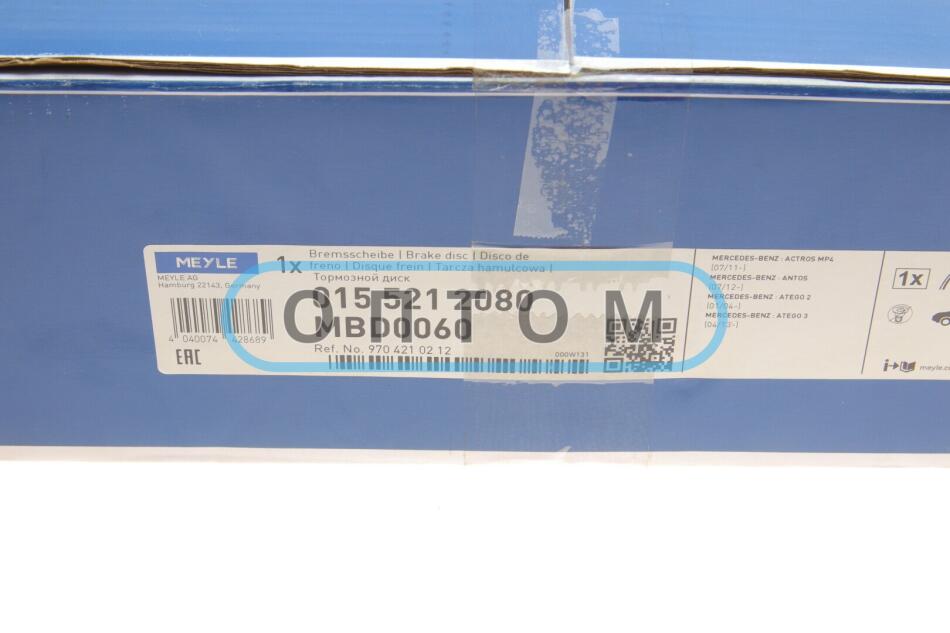 MEYLE
MEYLE AG
Hamburg 22143, Germany
4 040074 428689
EAC
1x
Bremsscheibe | Brake disc | Disco de
freno | Disque frein | Tarcza hamulcowa |
Тормозной диск
015 521 2080
MBD0060
Ref. No. 970 421 02 12
000W131
ОПТОМ
MERCEDES-BENZ : ACTROS MP4
(07/11-)
MERCEDES-BENZ : ANTOS
(07/12-)
MERCEDES-BENZ : ATEGO 2
(01/04-)
MERCEDES-BENZ : ATEGO 3
(04/13-)
1x